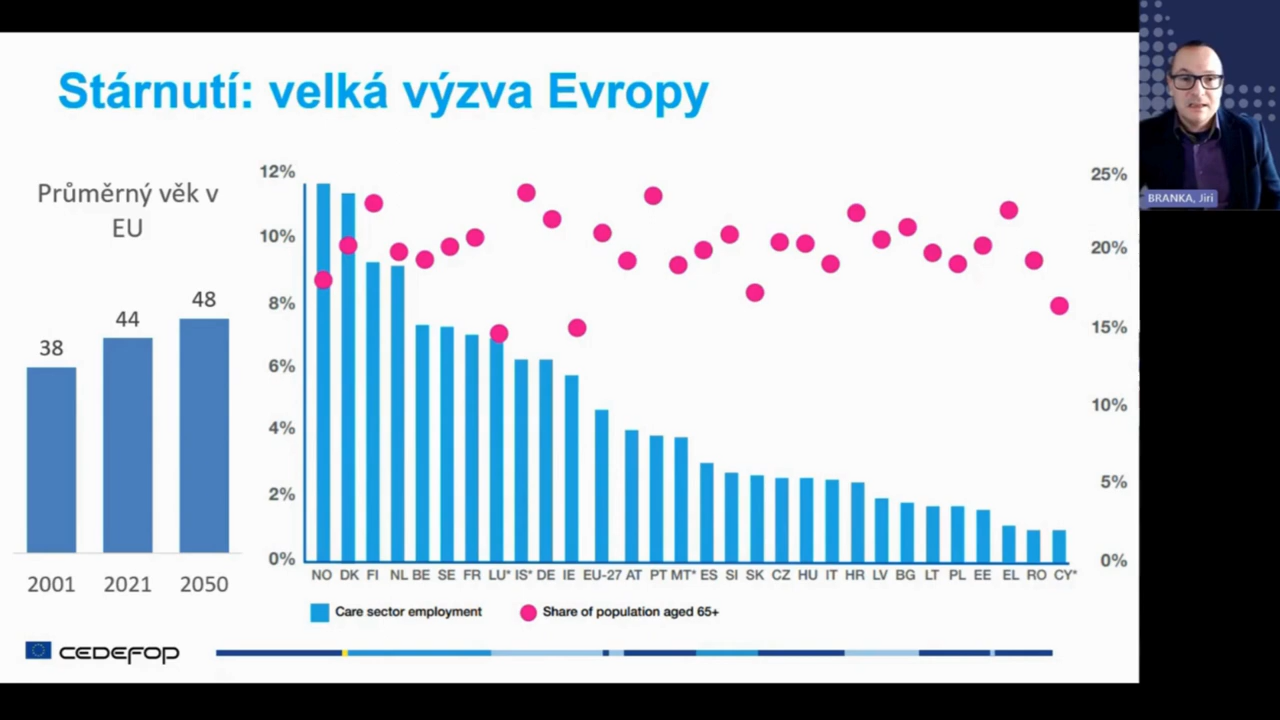 Stárnutí: velká výzva Evropy
BRANKA, Jiri
Průměrný věk v
EU
38
44
48
2001 2021 2050
12%
10%
8%
6%
4%
2%
0%
25%
20%
15%
10%
5%
0%
NO DK FI NL BE SE FR LU* IS* DE IE EU-27 AT PT MT* ES SI SK CZ HU IT HR LV BG LT PL EE EL RO CY*
Care sector employment
Share of population aged 65+
CEDEFOP